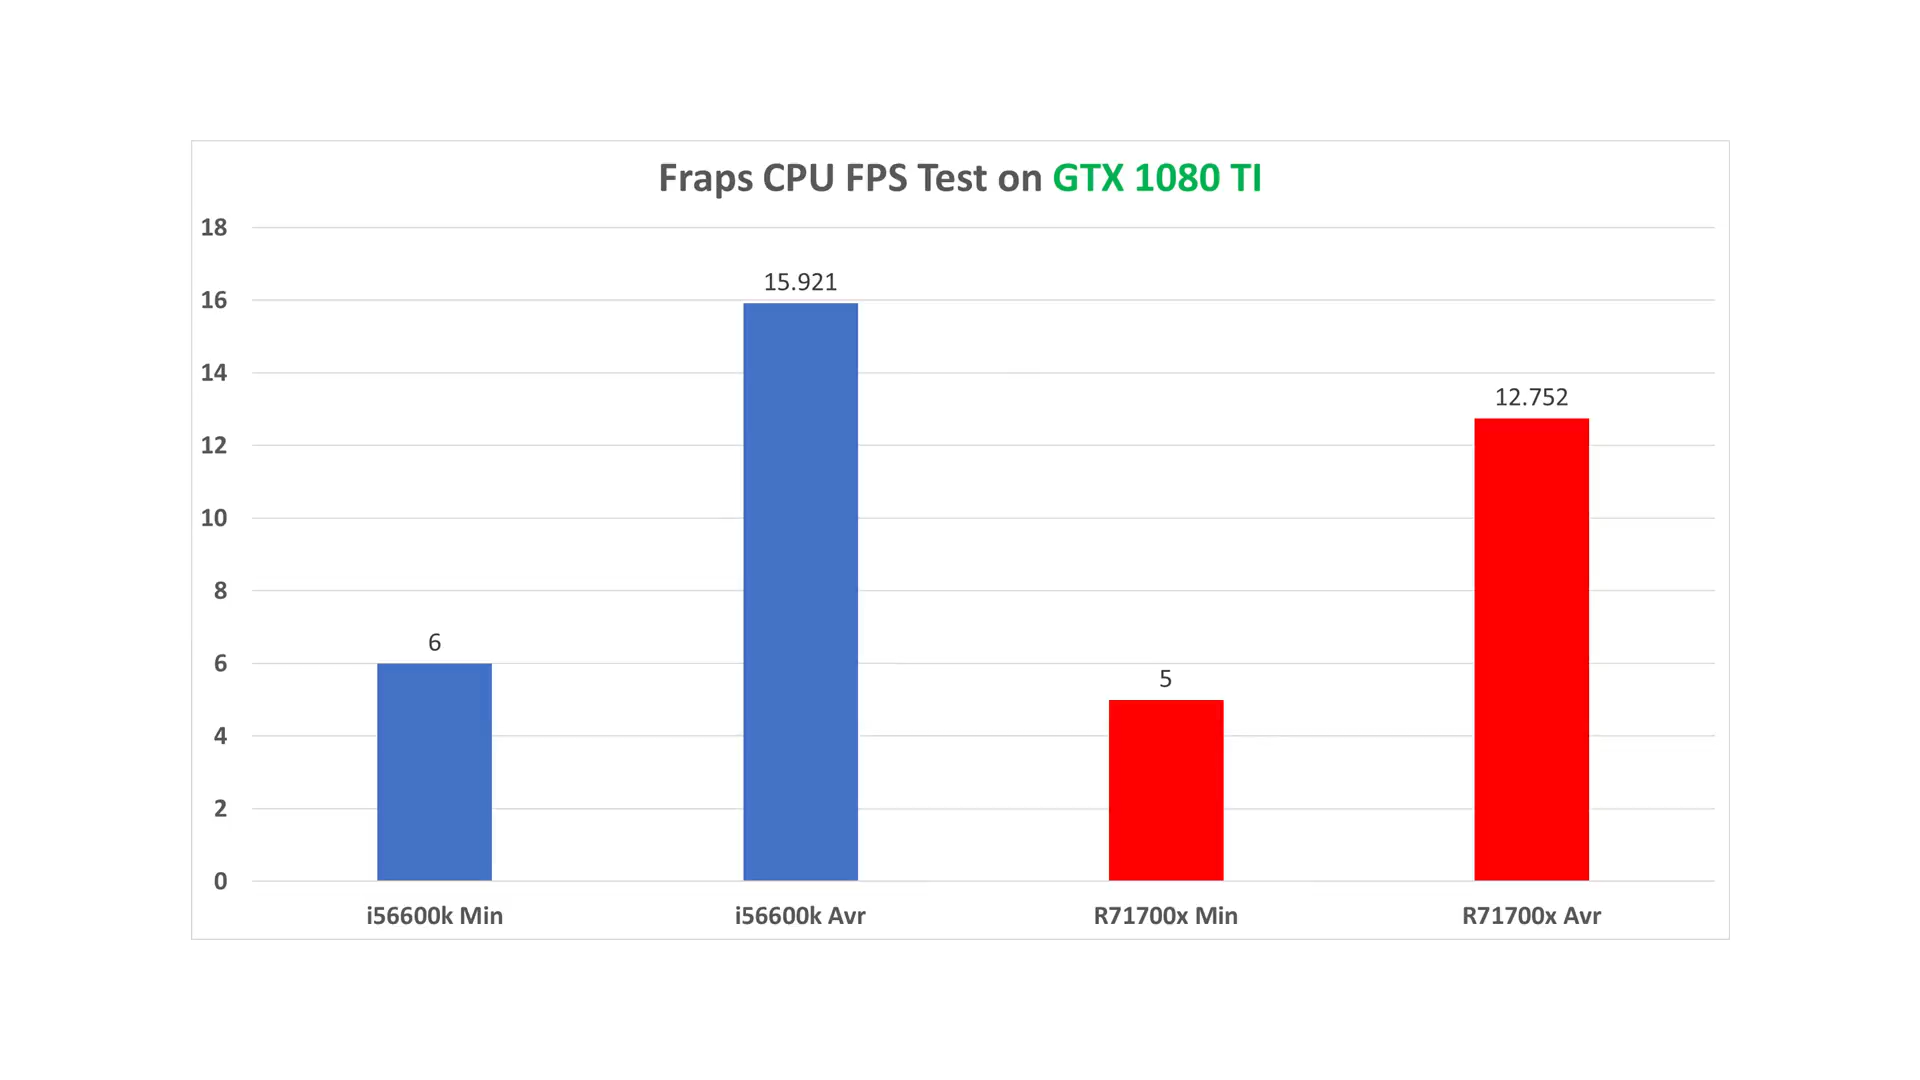 Fraps CPU FPS Test on GTX 1080 TI
18
15.921
16
14
12.752
12
10
8
6
6
5
4
2
0
i56600k Min
i56600k Avr
R71700x Min
R71700x Avr